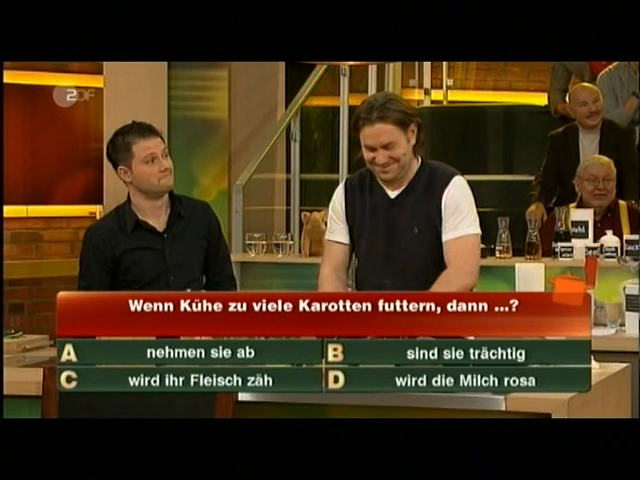 ZDF
Wenn Kühe zu viele Karotten futtern, dann ...?
A nehmen sie ab
B sind sie trächtig
C wird ihr Fleisch zäh
D wird die Milch rosa